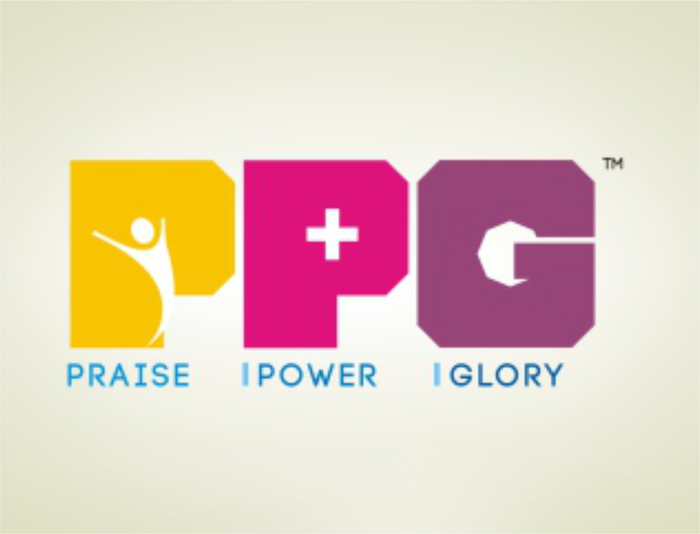 PPG™
PRAISE | POWER | GLORY